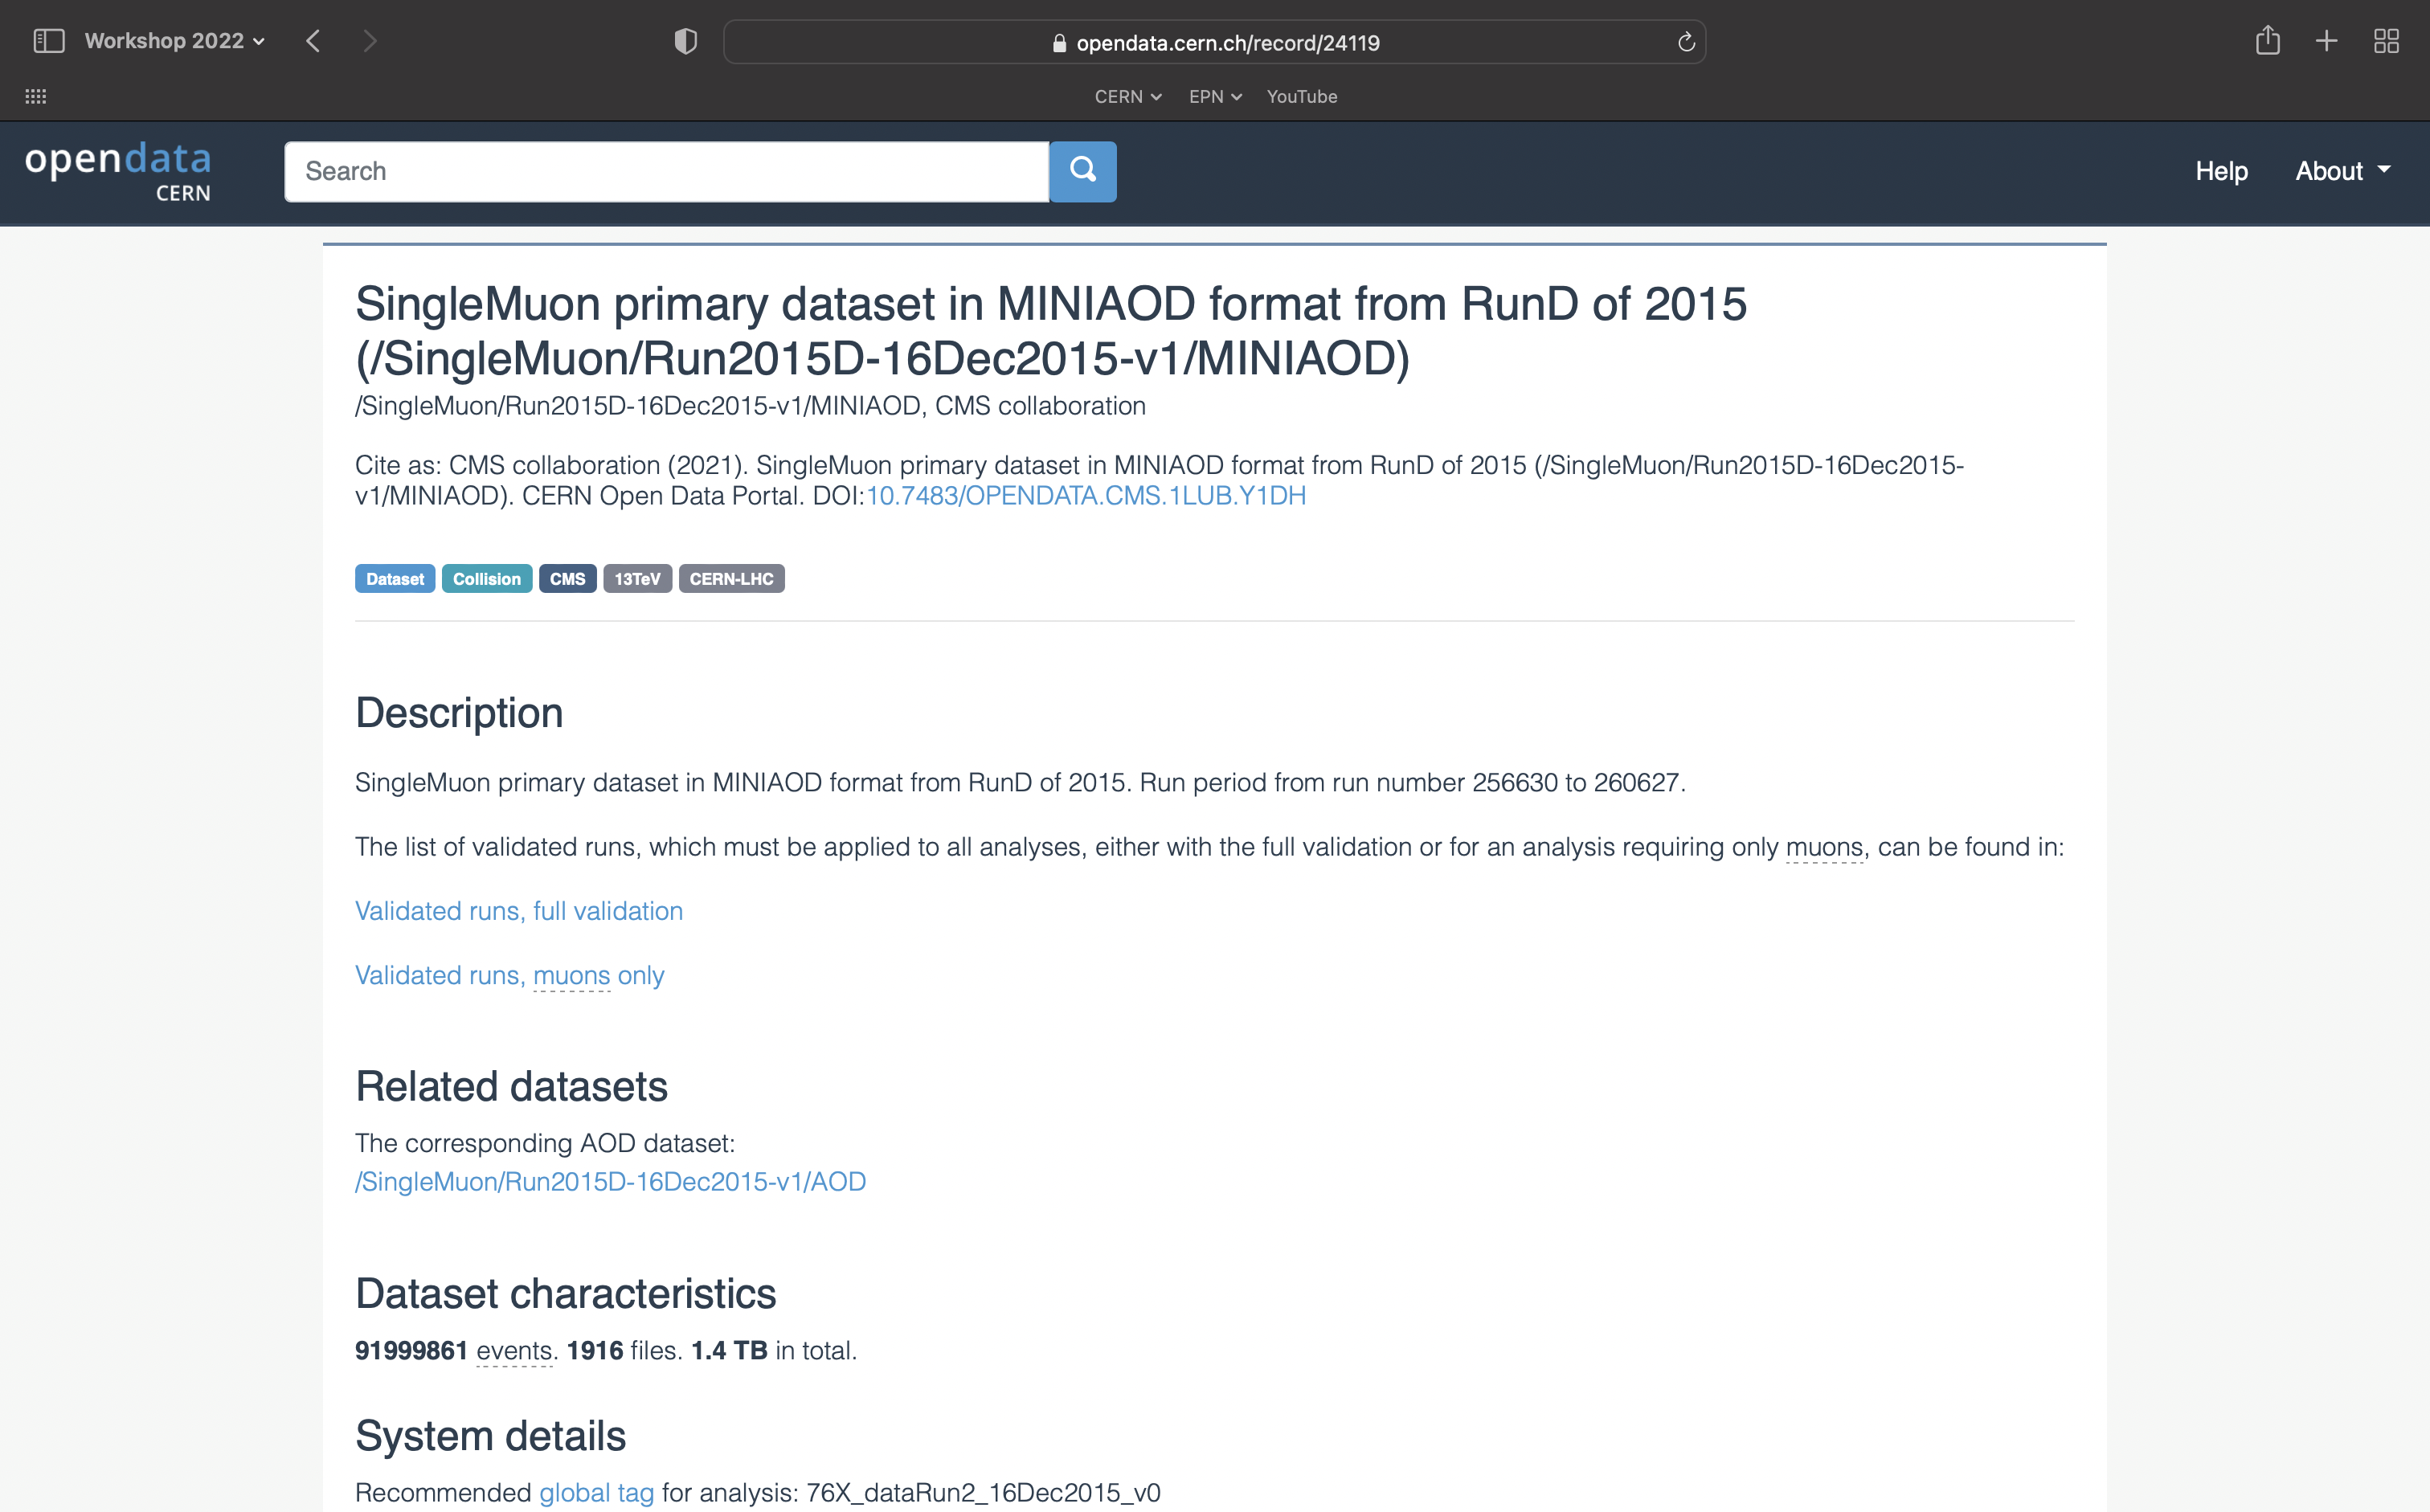 Workshop 2022
opendata.cern.ch/record/24119
CERN EPN YouTube
opendata
CERN
Search
Help About
SingleMuon primary dataset in MINIAOD format from RunD of 2015
(/SingleMuon/Run2015D-16Dec2015-v1/MINIAOD)
/SingleMuon/Run2015D-16Dec2015-v1/MINIAOD, CMS collaboration
Cite as: CMS collaboration (2021). SingleMuon primary dataset in MINIAOD format from RunD of 2015 (/SingleMuon/Run2015D-16Dec2015-
v1/MINIAOD). CERN Open Data Portal. DOI:10.7483/OPENDATA.CMS.1LUB.Y1DH
Dataset Collision CMS 13TeV CERN-LHC
Description
SingleMuon primary dataset in MINIAOD format from RunD of 2015. Run period from run number 256630 to 260627.
The list of validated runs, which must be applied to all analyses, either with the full validation or for an analysis requiring only muons, can be found in:
Validated runs, full validation
Validated runs, muons only
Related datasets
The corresponding AOD dataset:
/SingleMuon/Run2015D-16Dec2015-v1/AOD
Dataset characteristics
91999861 events. 1916 files. 1.4 TB in total.
System details
Recommended global tag for analysis: 76X_dataRun2_16Dec2015_v0